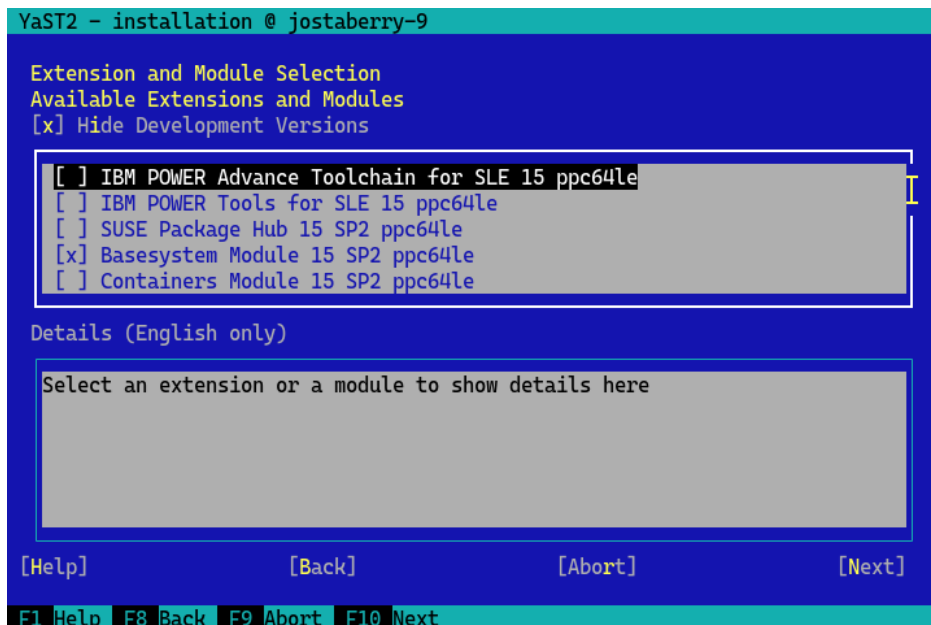 YaST2 - installation @ jostaberry-9
Extension and Module Selection
Available Extensions and Modules
[x] Hide Development Versions
[ ] IBM POWER Advance Toolchain for SLE 15 ppc64le
[ ] IBM POWER Tools for SLE 15 ppc64le
[ ] SUSE Package Hub 15 SP2 ppc64le
[x] Basesystem Module 15 SP2 ppc64le
[ ] Containers Module 15 SP2 ppc64le
Details (English only)
Select an extension or a module to show details here
[Help] [Back] [Abort] [Next]
F1 Help F8 Back F9 Abort F10 Next